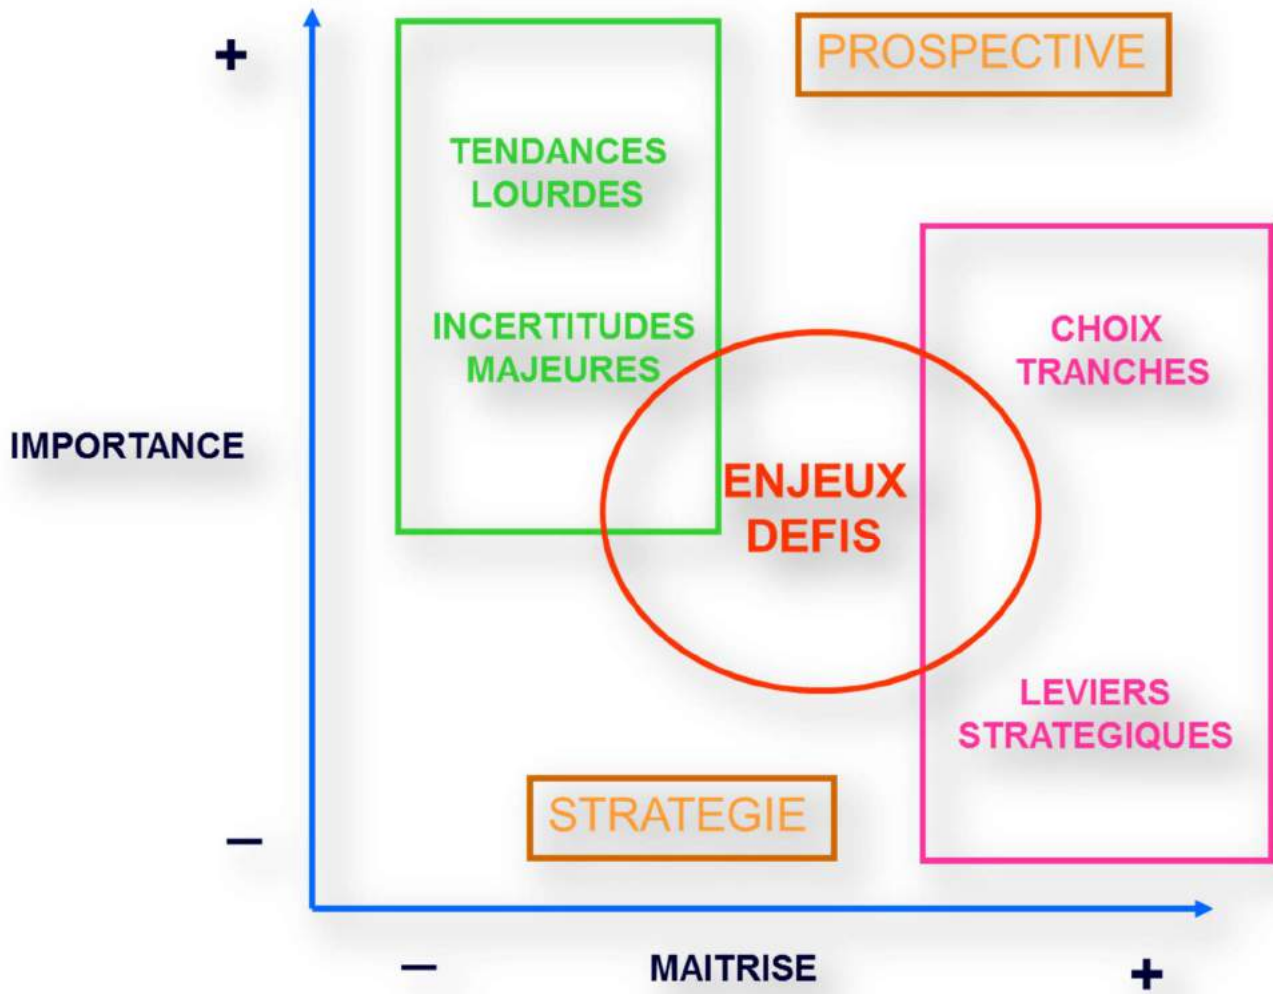 +
PROSPECTIVE
TENDANCES
LOURDES
INCERTITUDES
MAJEURES
CHOIX
TRANCHES
IMPORTANCE
ENJEUX
DEFIS
LEVIERS
STRATEGIQUES
STRATEGIE
–
– MAITRISE +